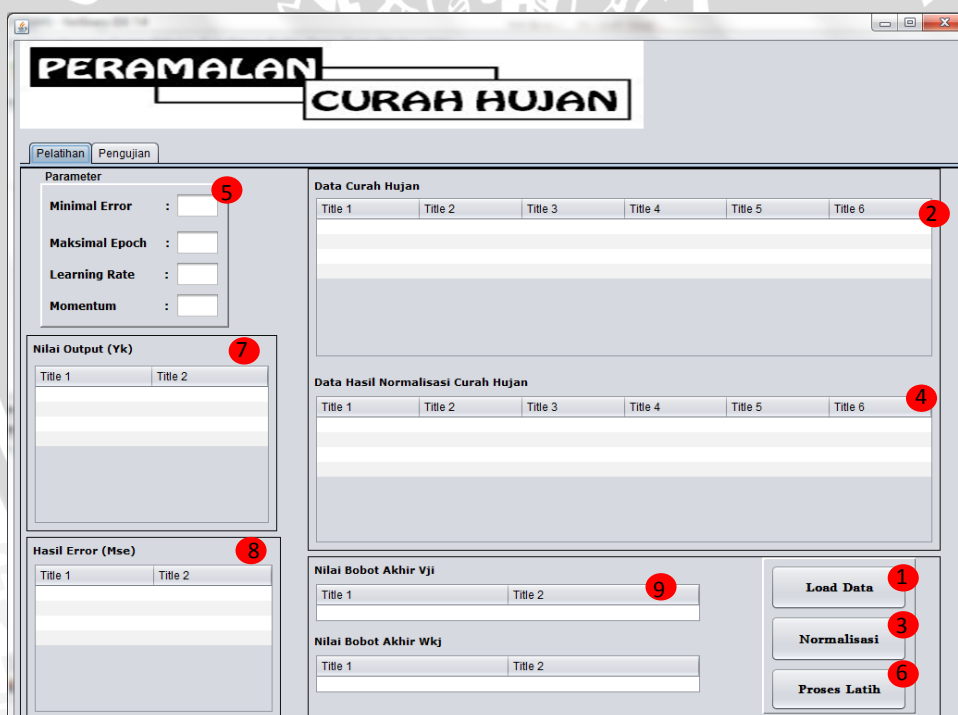 PERAMALAN
CURAH HUJAN
Pelatihan Pengujian
Parameter
5
Minimal Error :
Maksimal Epoch :
Learning Rate :
Momentum :
Data Curah Hujan
Title 1 Title 2 Title 3 Title 4 Title 5 Title 6
2
Nilai Output (Yk)
7
Title 1 Title 2
Data Hasil Normalisasi Curah Hujan
4
Title 1 Title 2 Title 3 Title 4 Title 5 Title 6
Hasil Error (Mse)
8
Title 1 Title 2
Nilai Bobot Akhir Vji
9
Title 1 Title 2
Nilai Bobot Akhir Wkj
Title 1 Title 2
Load Data
1
Normalisasi
3
Proses Latih
6